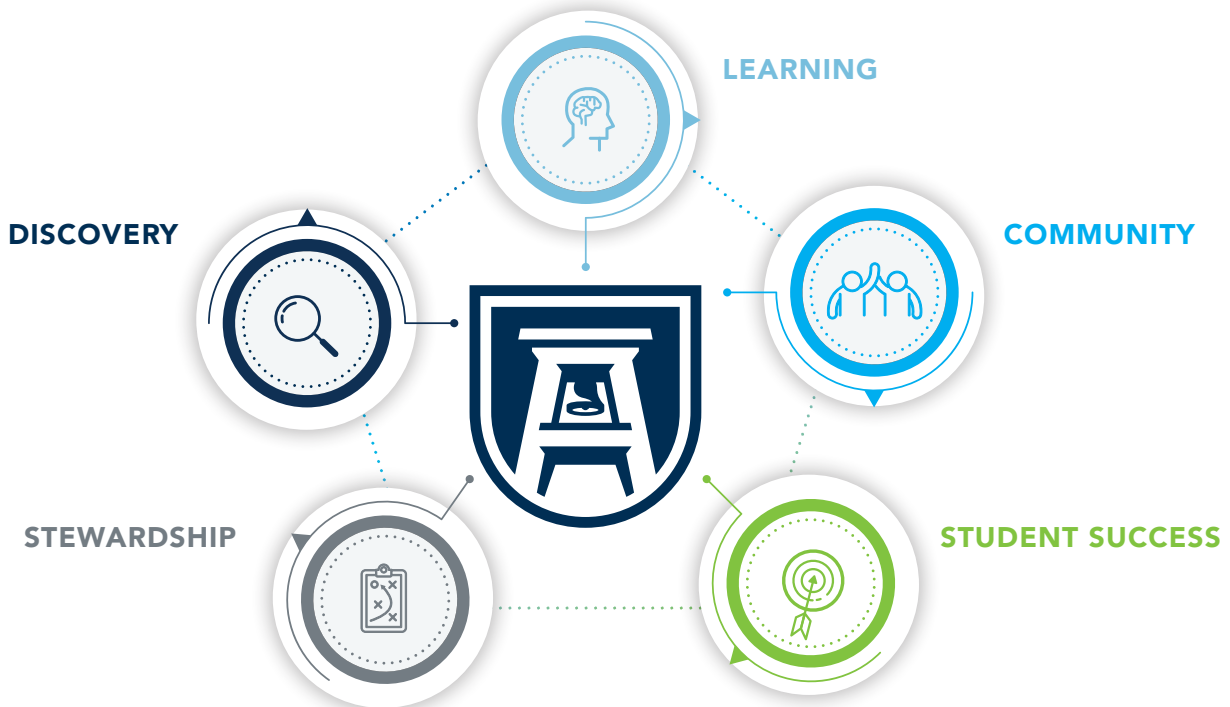 LEARNING
DISCOVERY
COMMUNITY
STEWARDSHIP
STUDENT SUCCESS